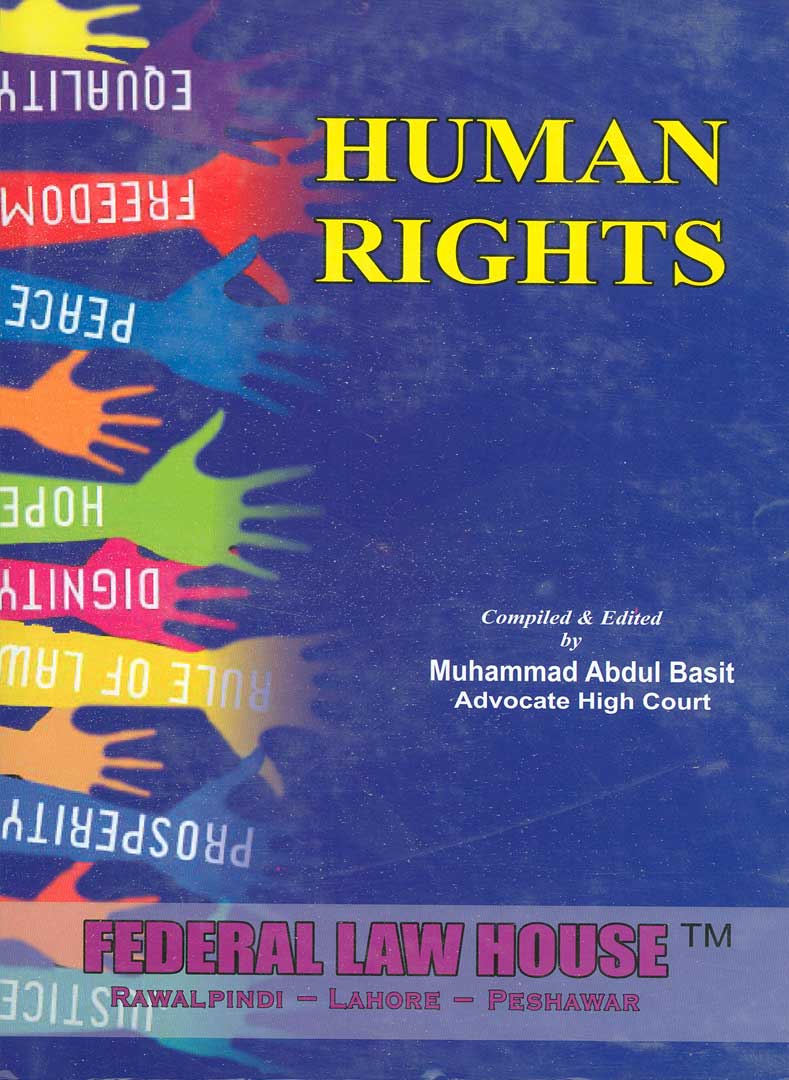 EQUALITY
FREEDOM
PEACE
HOPE
DIGNITY
RULE OF LAW
PROSPERITY
JUSTICE
HUMAN
RIGHTS
Compiled & Edited
by
Muhammad Abdul Basit
Advocate High Court
FEDERAL LAW HOUSE TM
RAWALPINDI – LAHORE – PESHAWAR